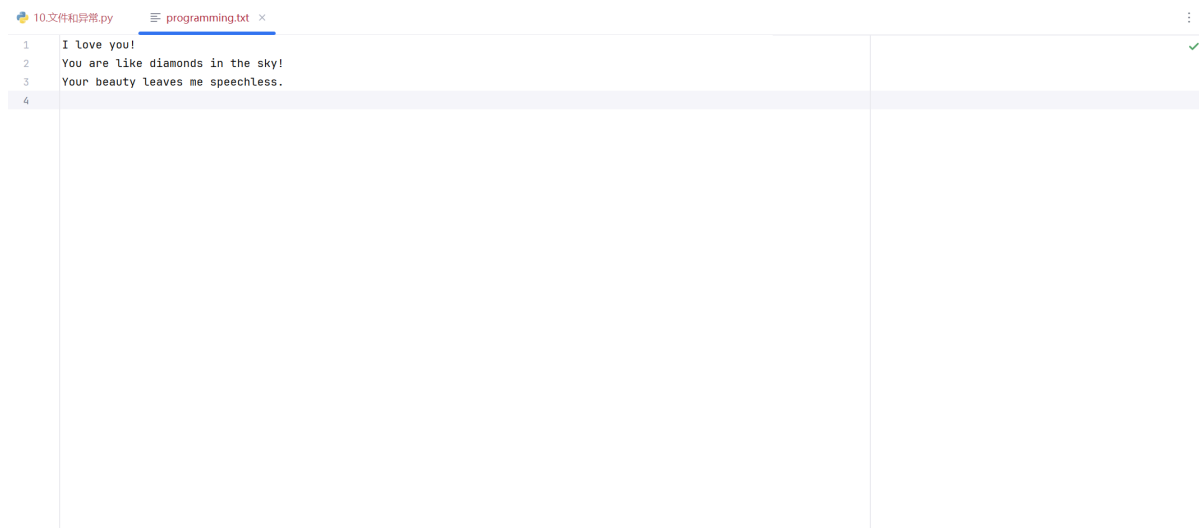 10.文件和异常.py programming.txt
1 I love you!
2 You are like diamonds in the sky!
3 Your beauty leaves me speechless.
4